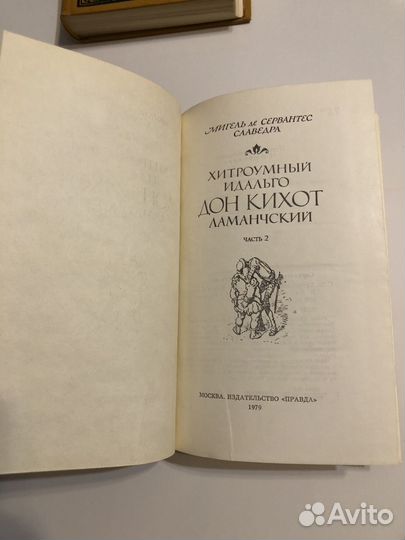 МИГЕЛЬ де СЕРВАНТЕС
СААВЕДРА
ХИТРОУМНЫЙ
ИДАЛЬГО
ДОН КИХОТ
ЛАМАНЧСКИЙ
ЧАСТЬ 2
МОСКВА. ИЗДАТЕЛЬСТВО «ПРАВДА»
1979
Avito